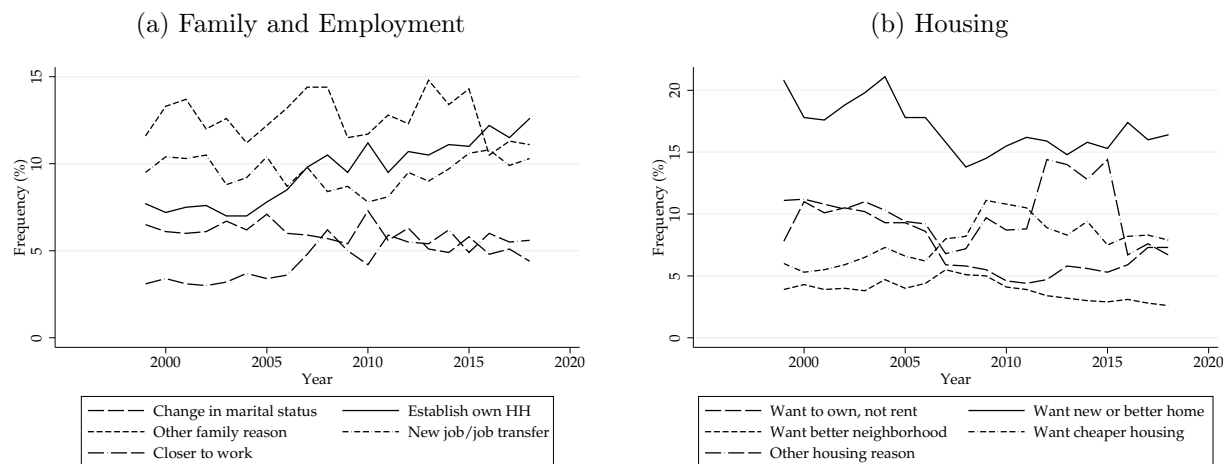 (a) Family and Employment
15
10
5
0
Frequency (%)
2000 2005 2010 2015 2020
Year
Change in marital status Establish own HH
Other family reason New job/job transfer
Closer to work
(b) Housing
20
15
10
5
0
Frequency (%)
2000 2005 2010 2015 2020
Year
Want to own, not rent Want new or better home
Want better neighborhood Want cheaper housing
Other housing reason